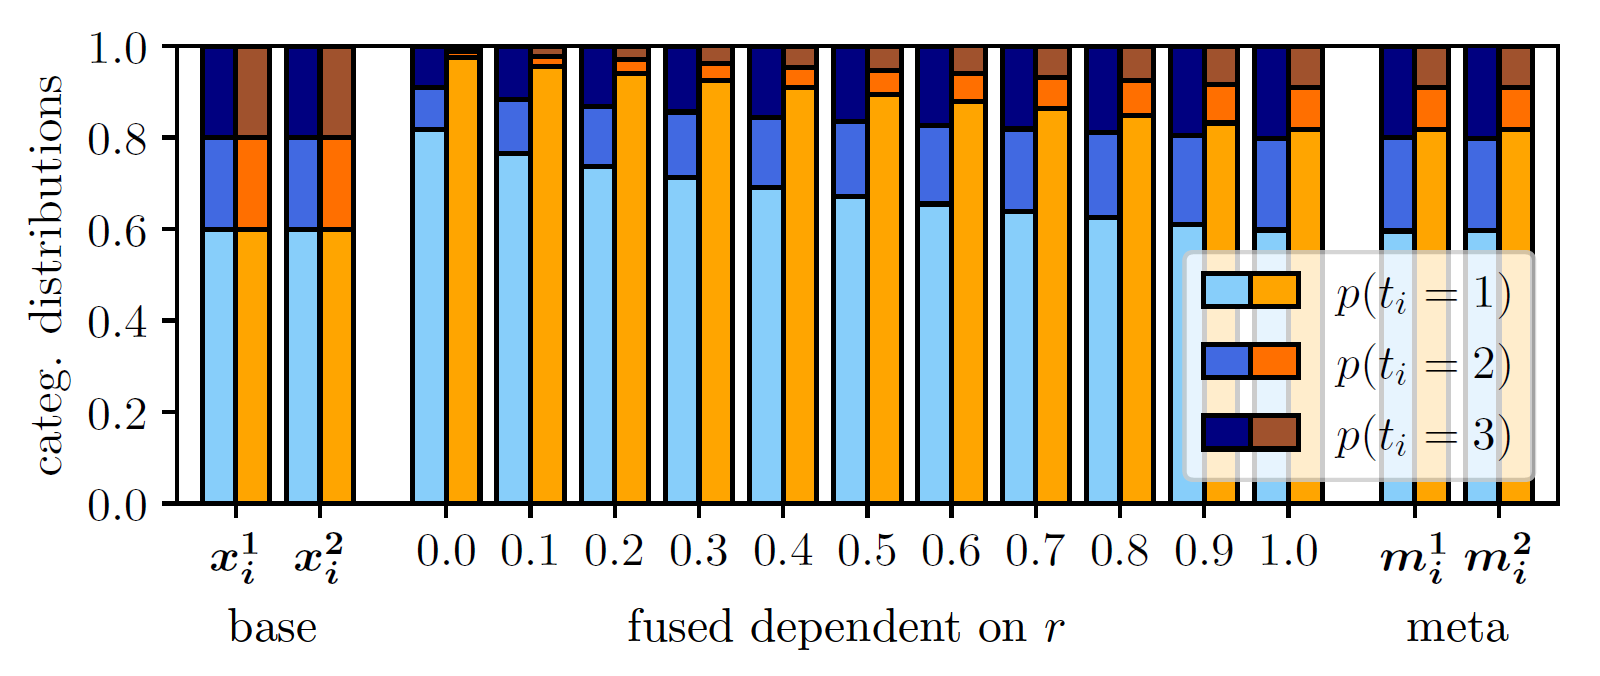 categ. distributions
1.0
0.8
0.6
0.4
0.2
0.0
x_i^1 x_i^2 0.0 0.1 0.2 0.3 0.4 0.5 0.6 0.7 0.8 0.9 1.0 m_i^1 m_i^2
base fused dependent on r meta
p(t_i = 1)
p(t_i = 2)
p(t_i = 3)